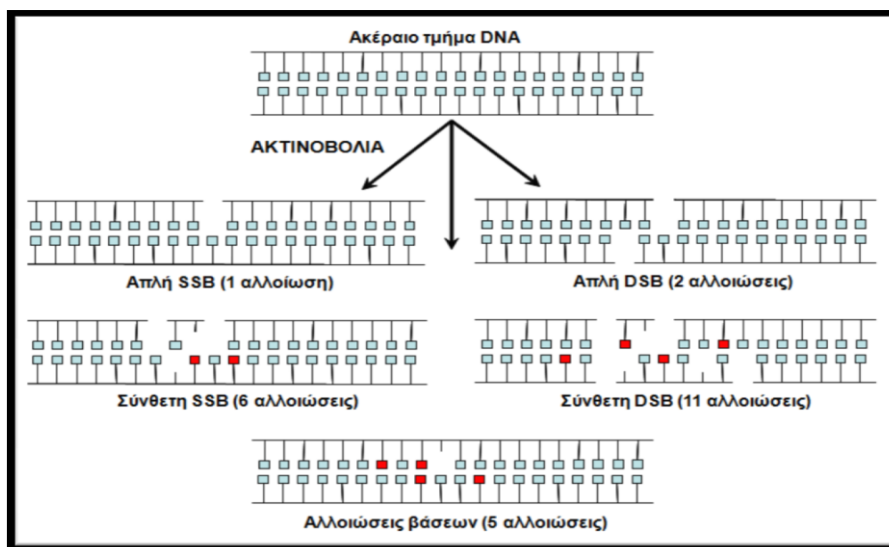 Ακέραιο τμήμα DNA
ΑΚΤΙΝΟΒΟΛΙΑ
Απλή SSB (1 αλλοίωση)
Απλή DSB (2 αλλοιώσεις)
Σύνθετη SSB (6 αλλοιώσεις)
Σύνθετη DSB (11 αλλοιώσεις)
Αλλοιώσεις βάσεων (5 αλλοιώσεις)